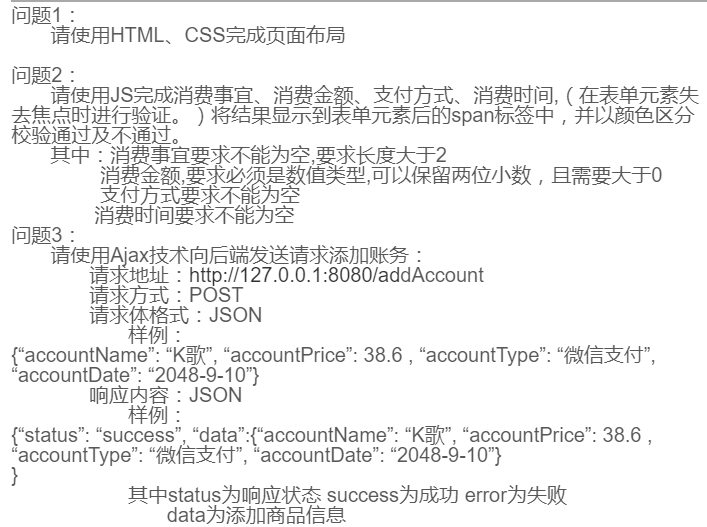 问题1：
请使用HTML、CSS完成页面布局
问题2：
请使用JS完成消费事宜、消费金额、支付方式、消费时间,（在表单元素失
去焦点时进行验证。）将结果显示到表单元素后的span标签中，并以颜色区分
校验通过及不通过。
其中：消费事宜要求不能为空,要求长度大于2
消费金额,要求必须是数值类型,可以保留两位小数，且需要大于0
支付方式要求不能为空
消费时间要求不能为空
问题3：
请使用Ajax技术向后端发送请求添加账务：
请求地址：http://127.0.0.1:8080/addAccount
请求方式：POST
请求体格式：JSON
样例：
{“accountName”: “K歌”, “accountPrice”: 38.6 , “accountType”: “微信支付”,
“accountDate”: “2048-9-10”}
响应内容：JSON
样例：
{“status”: “success”, “data”:{“accountName”: “K歌”, “accountPrice”: 38.6 ,
“accountType”: “微信支付”, “accountDate”: “2048-9-10”}
}
其中status为响应状态 success为成功 error为失败
data为添加商品信息